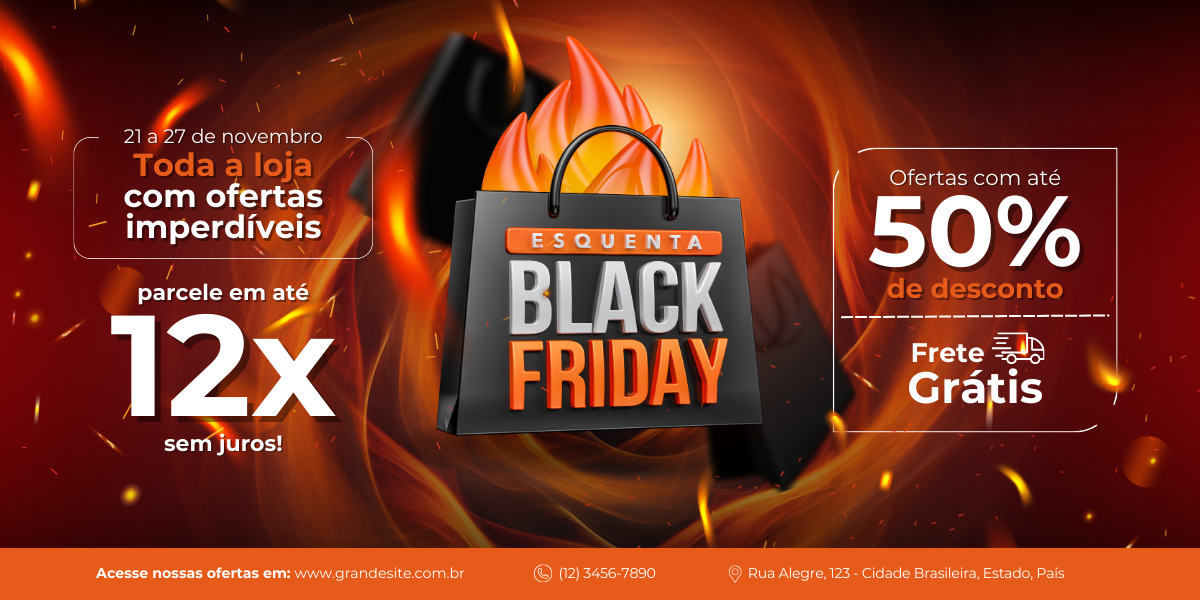 21 a 27 de novembro
Toda a loja
com ofertas
imperdíveis
parcele em até
12x
sem juros!
ESQUENTA
BLACK
FRIDAY
Ofertas com até
50%
de desconto
Frete
Grátis
Acesse nossas ofertas em: www.grandesite.com.br
(12) 3456-7890
Rua Alegre, 123 - Cidade Brasileira, Estado, País